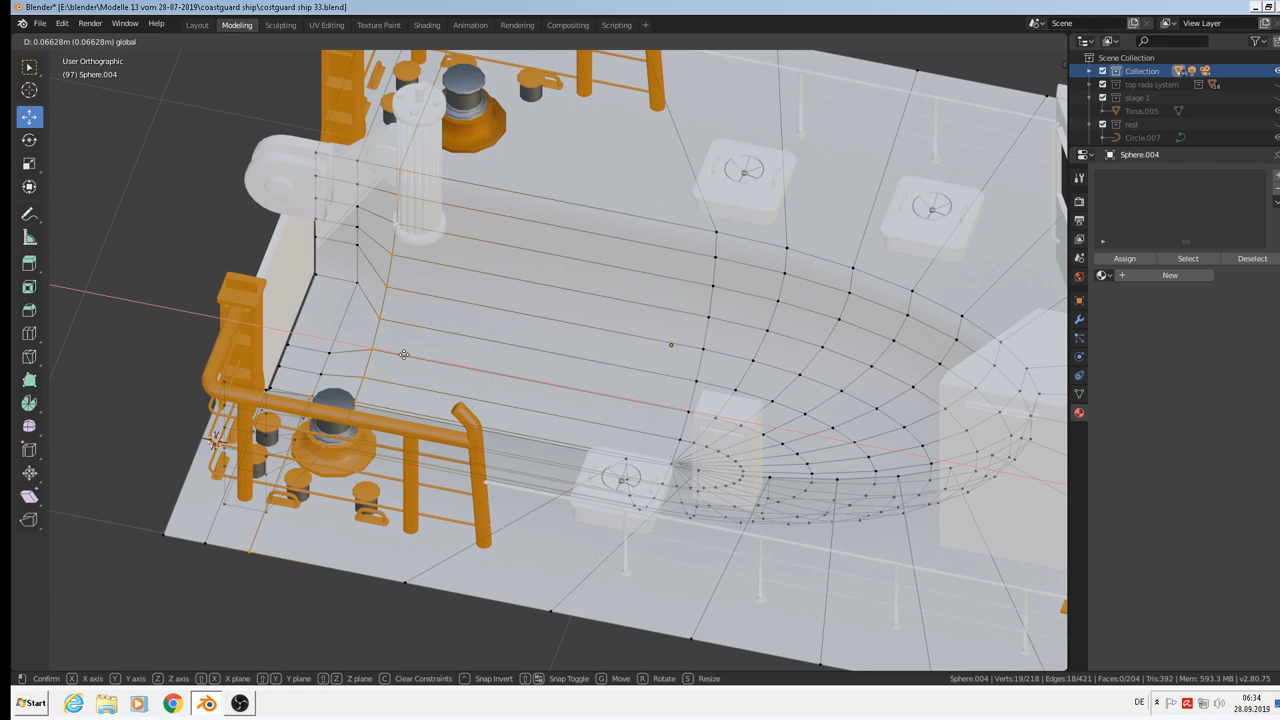 Blender* [E:\blender\Modelle 13 vom 28-07-2019\coastguard ship\costguard ship 33.blend]
File Edit Render Window Help
Layout Modeling Sculpting UV Editing Texture Paint Shading Animation Rendering Compositing Scripting +
Scene
View Layer
D: 0.06628m (0.06628m) global
User Orthographic
(97) Sphere.004
Scene Collection
Collection
top rada system
18
stage 1
Torus.005
rest
Circle.007
Sphere.004
Assign Select Deselect
New
Confirm X X axis Y Y axis Z Z axis X X plane Y Y plane Z Z plane C Clear Constraints Snap Invert Snap Toggle G Move R Rotate S Resize
Sphere.004 | Verts:19/218 | Edges:18/421 | Faces:0/204 | Tris:392 | Mem: 593.3 MB | v2.80.75
Start
DE
06:34
28.09.2019